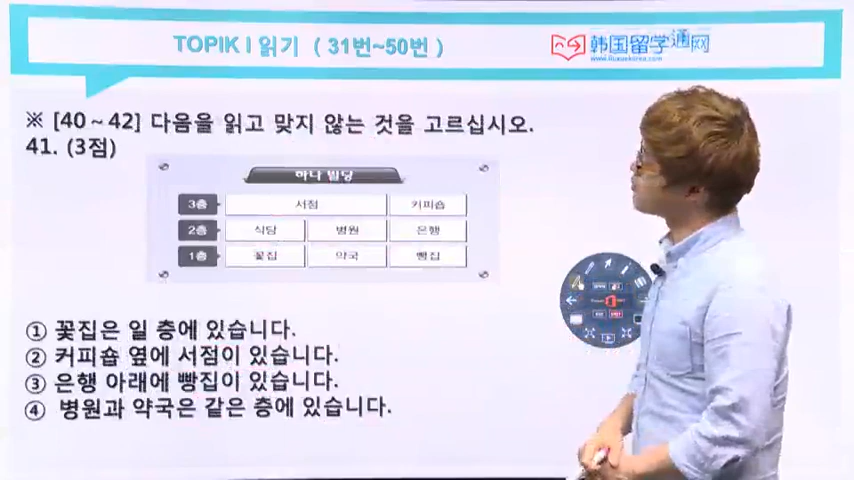 TOPIK I 읽기 ( 31번~50번 )
韩国留学通网
※ [40~42] 다음을 읽고 맞지 않는 것을 고르십시오.
41. (3점)
하나 빌딩
3층 서점 커피숍
2층 식당 병원 은행
1층 꽃집 약국 빵집
① 꽃집은 일 층에 있습니다.
② 커피숍 옆에 서점이 있습니다.
③ 은행 아래에 빵집이 있습니다.
④ 병원과 약국은 같은 층에 있습니다.